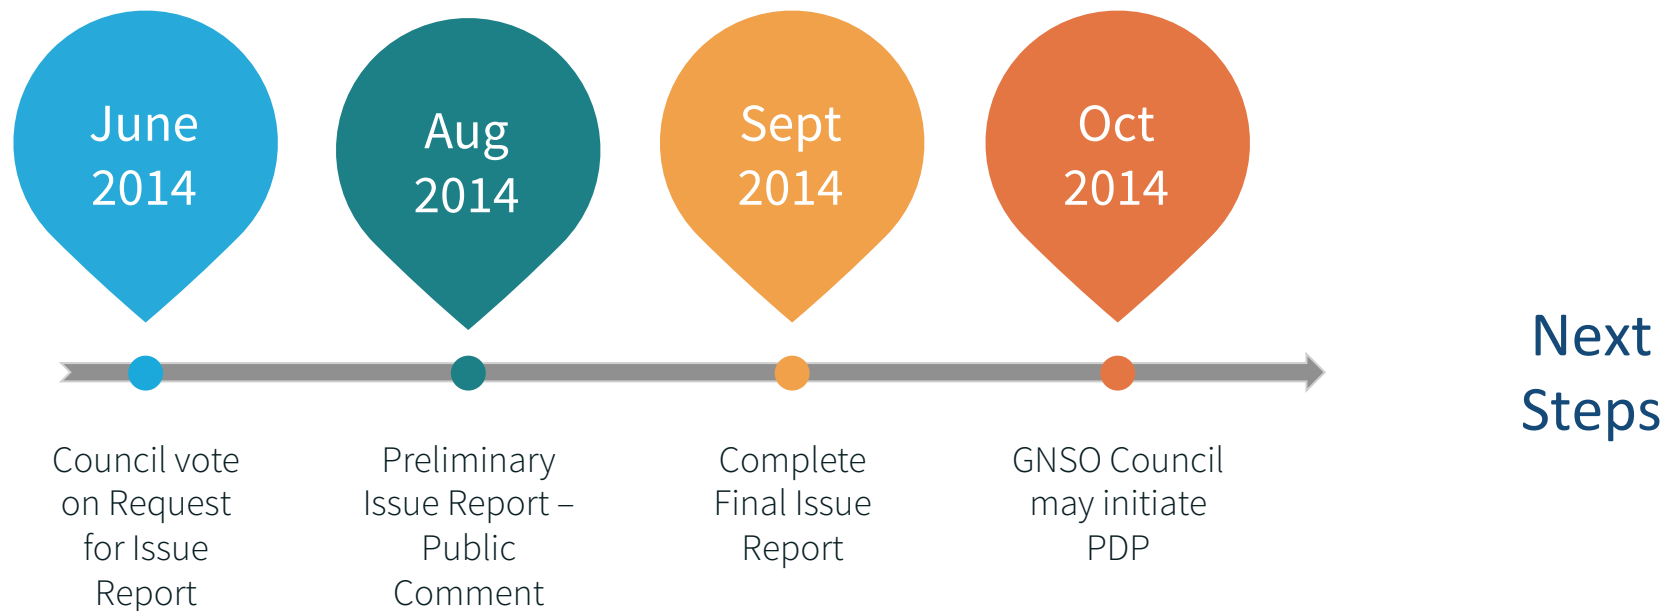 June
2014
Aug
2014
Sept
2014
Oct
2014
Next
Steps
Council vote
on Request
for Issue
Report
Preliminary
Issue Report –
Public
Comment
Complete
Final Issue
Report
GNSO Council
may initiate
PDP